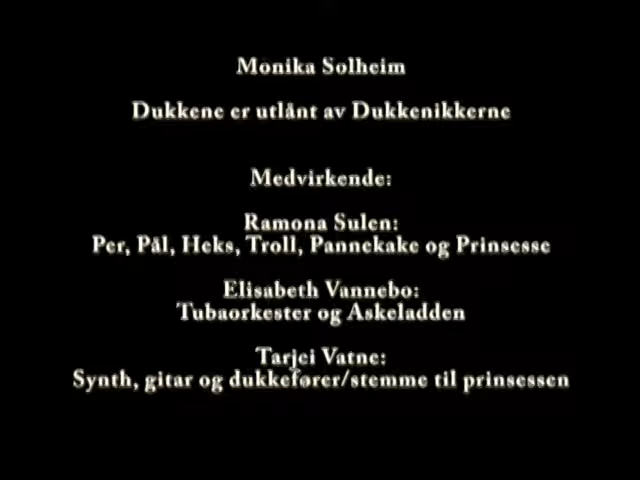 Monika Solheim
Dukkene er utlånt av Dukkenikkerne
Medvirkende:
Ramona Sulen:
Per, Pål, Heks, Troll, Pannekake og Prinsesse
Elisabeth Vannebo:
Tubaorkester og Askeladden
Tarjei Vatne:
Synth, gitar og dukkefører/stemme til prinsessen